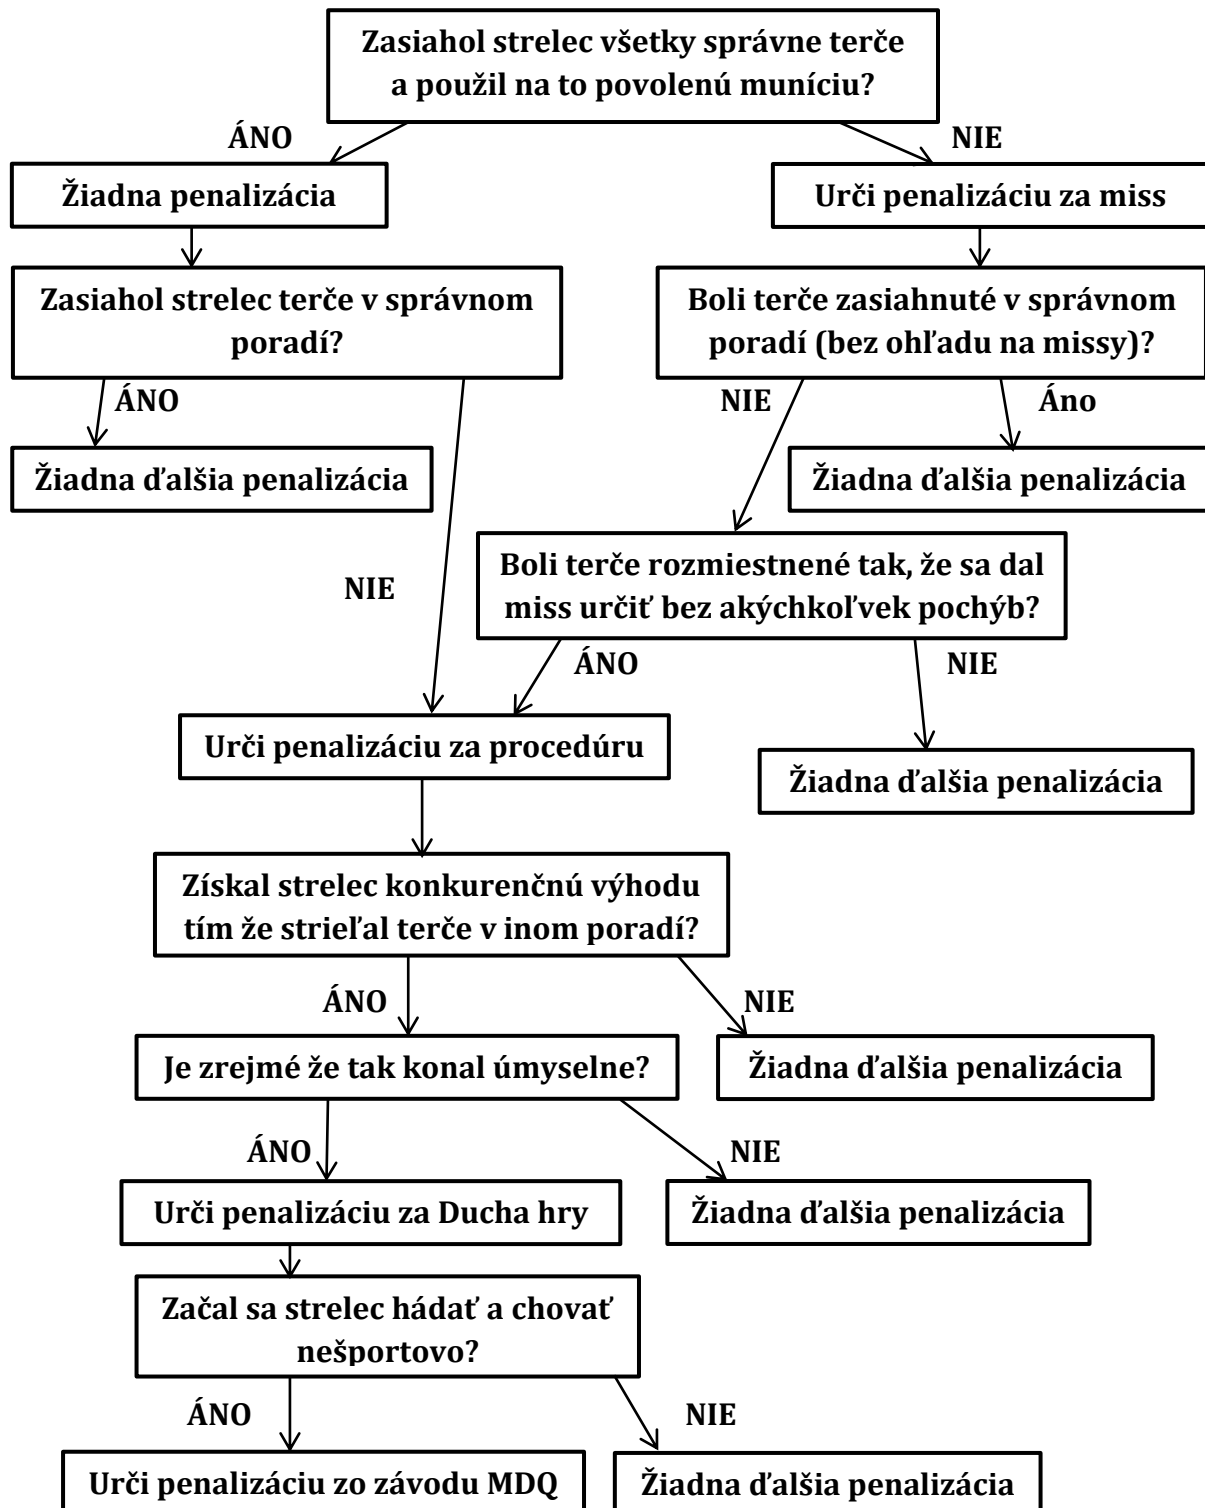 Zasiahol strelec všetky správne terče
a použil na to povolenú muníciu?
ÁNO
NIE
Žiadna penalizácia
Urči penalizáciu za miss
Zasiahol strelec terče v správnom
poradí?
Boli terče zasiahnuté v správnom
poradí (bez ohľadu na missy)?
ÁNO
NIE
Áno
Žiadna ďalšia penalizácia
Žiadna ďalšia penalizácia
Boli terče rozmiestnené tak, že sa dal
miss určiť bez akýchkoľvek pochýb?
NIE
ÁNO
NIE
Urči penalizáciu za procedúru
Žiadna ďalšia penalizácia
Získal strelec konkurenčnú výhodu
tím že strieľal terče v inom poradí?
ÁNO
NIE
Je zrejmé že tak konal úmyselne?
Žiadna ďalšia penalizácia
ÁNO
NIE
Urči penalizáciu za Ducha hry
Žiadna ďalšia penalizácia
Začal sa strelec hádať a chovať
nešportovo?
ÁNO
NIE
Urči penalizáciu zo závodu MDQ
Žiadna ďalšia penalizácia